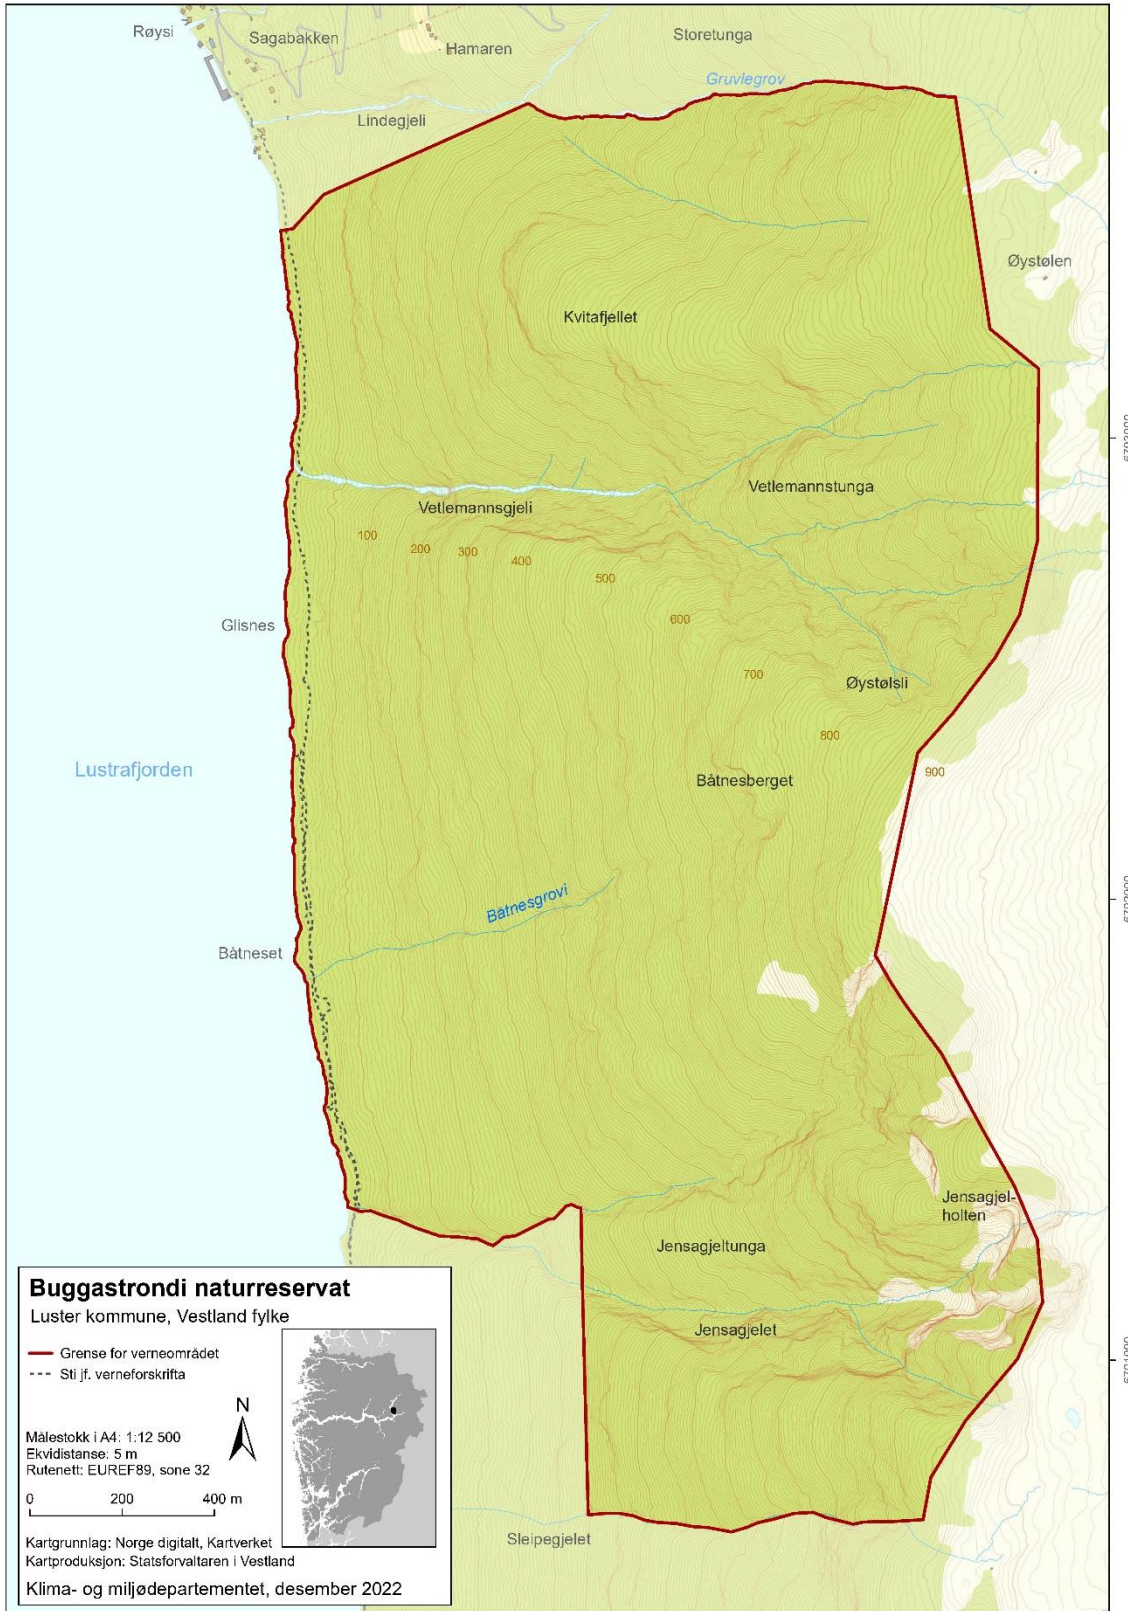 Røysi
Sagabakken
Hamaren
Storetunga
Gruvlegrov
Lindegjeli
Øystølen
Kvitafjellet
6703000
Vetlemannstunga
Vetlemannsgjeli
100
200
300
400
500
600
Glisnes
700
Øystølsli
800
Lustrafjorden
900
Båtnesberget
Båtnesgrovi
6702000
Båtneset
Jensagjel-
holten
Jensagjeltunga
Jensagjelet
6701000
Buggastrondi naturreservat
Luster kommune, Vestland fylke
Grense for verneområdet
Sti jf. verneforskrifta
N
Målestokk i A4: 1:12 500
Ekvidistanse: 5 m
Rutenett: EUREF89, sone 32
0 200 400 m
Kartgrunnlag: Norge digitalt, Kartverket
Kartproduksjon: Statsforvaltaren i Vestland
Klima- og miljødepartementet, desember 2022
Sleipegjelet